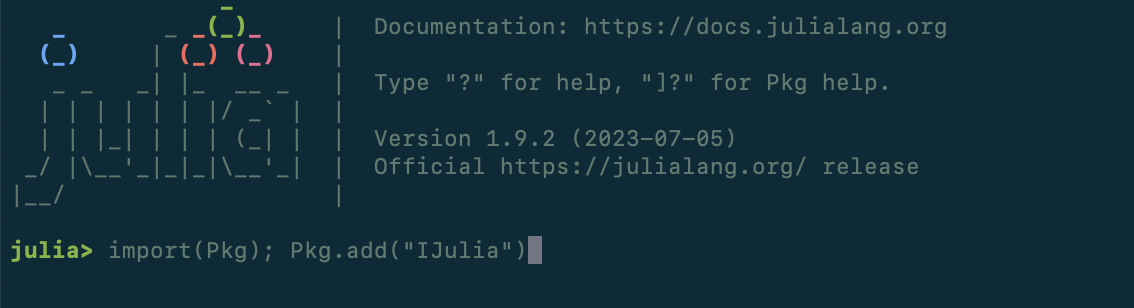 Documentation: https://docs.julialang.org
Type "?" for help, "]?" for Pkg help.
Version 1.9.2 (2023-07-05)
Official https://julialang.org/ release
julia> import(Pkg); Pkg.add("IJulia")